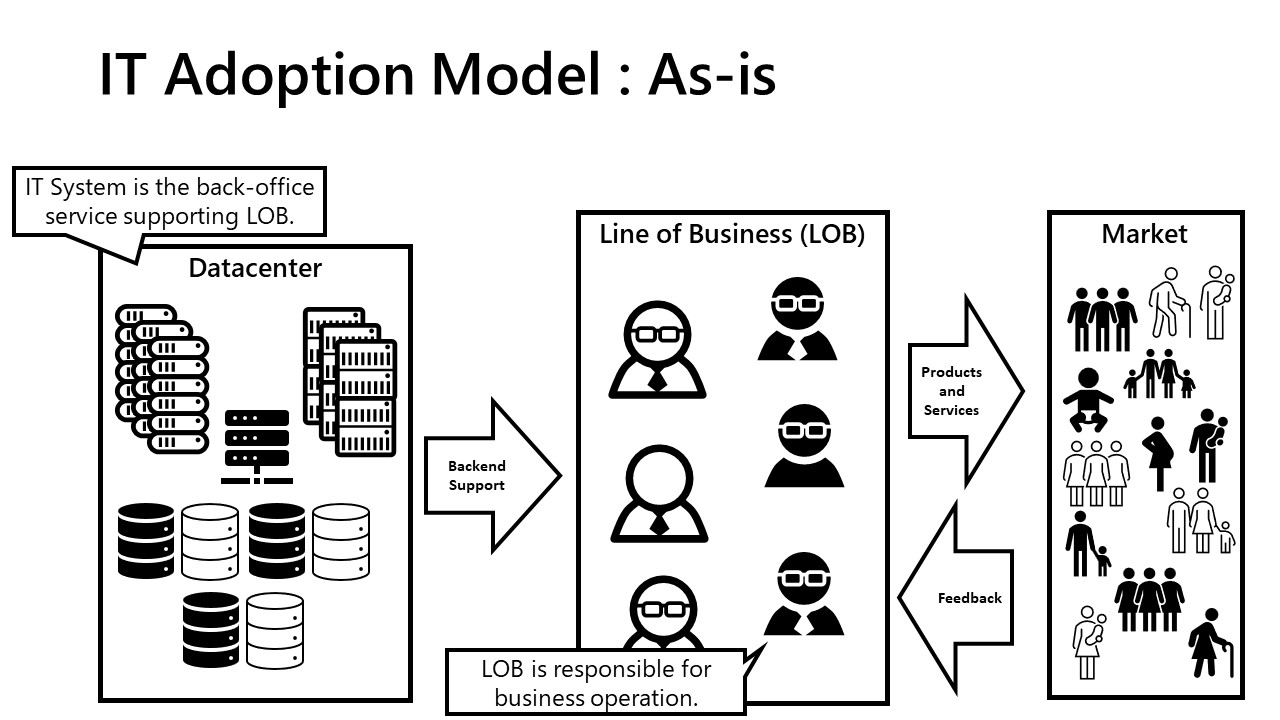 IT Adoption Model : As-is
IT System is the back-office
service supporting LOB.
Datacenter
Backend
Support
Line of Business (LOB)
LOB is responsible for
business operation.
Products
and
Services
Feedback
Market